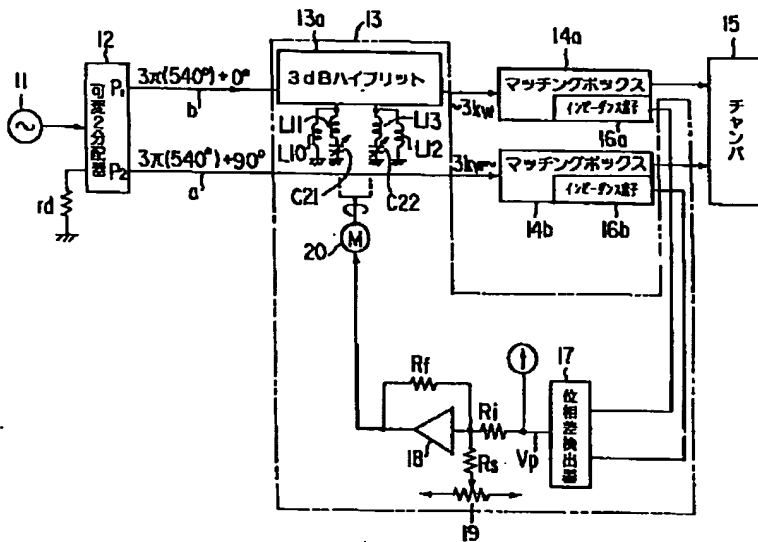 13a
13
12
14a
15
11
P₁
3π(540°)+0°
b
3dBハイブリット
~3kw
マッチングボックス
インピーダンス素子
16a
可変2分配器
L11
L13
L10
L12
チャンバ
P2
3π(540°)+90°
a
C21
C22
3kw~
マッチングボックス
インピーダンス素子
14b
16b
rd
20
M
Rf
17
Ri
位相差検出器
18
Rs
Vp
19